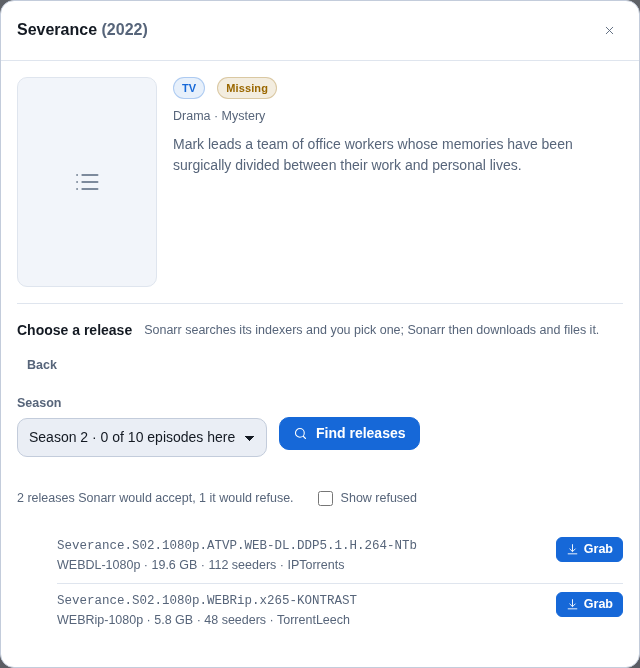 Severance (2022)
TV Missing
Drama · Mystery
Mark leads a team of office workers whose memories have been
surgically divided between their work and personal lives.
Choose a release Sonarr searches its indexers and you pick one; Sonarr then downloads and files it.
Back
Season
Season 2 · 0 of 10 episodes here
Find releases
2 releases Sonarr would accept, 1 it would refuse. Show refused
Severance.S02.1080p.ATVP.WEB-DL.DDP5.1.H.264-NTb
WEBDL-1080p · 19.6 GB · 112 seeders · IPTorrents
Grab
Severance.S02.1080p.WEBRip.x265-KONTRAST
WEBRip-1080p · 5.8 GB · 48 seeders · TorrentLeech
Grab